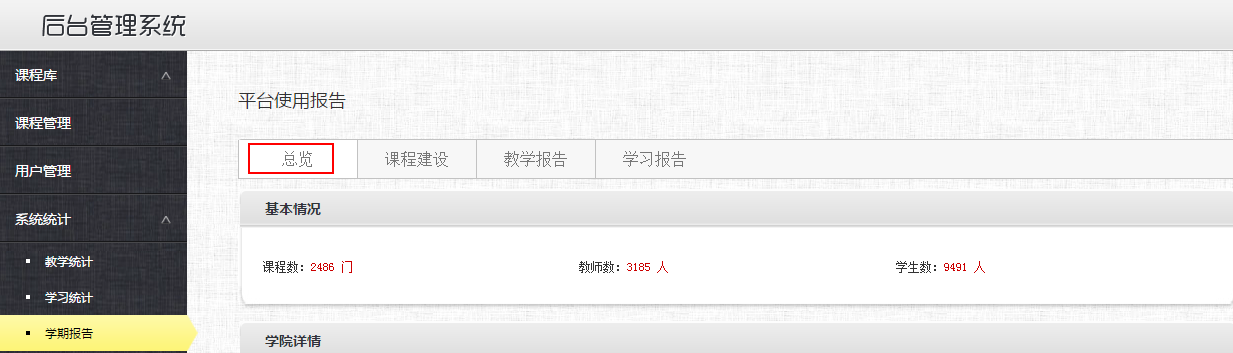 后台管理系统
课程库
课程管理
用户管理
系统统计
教学统计
学习统计
学期报告
平台使用报告
总览 课程建设 教学报告 学习报告
基本情况
课程数：2486 门 教师数：3185 人 学生数：9491 人
学院详情